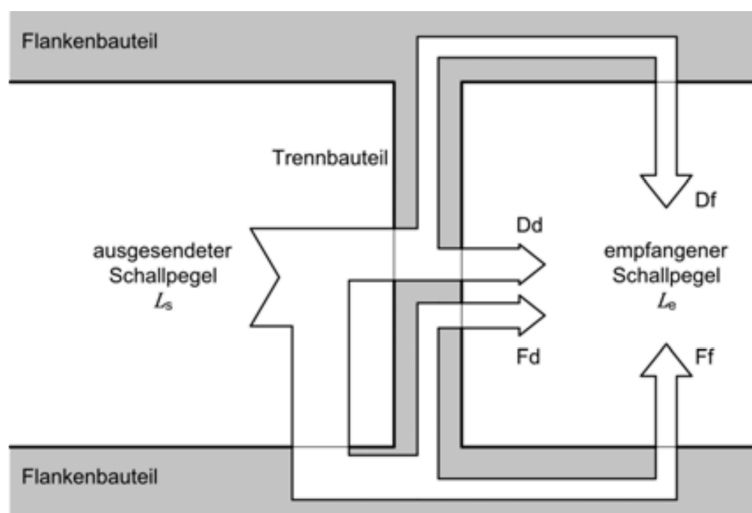 Flankenbauteil
Trennbauteil
Df
Dd
ausgesendeter
Schallpegel
Ls
empfangener
Schallpegel
Le
Fd
Ff
Flankenbauteil